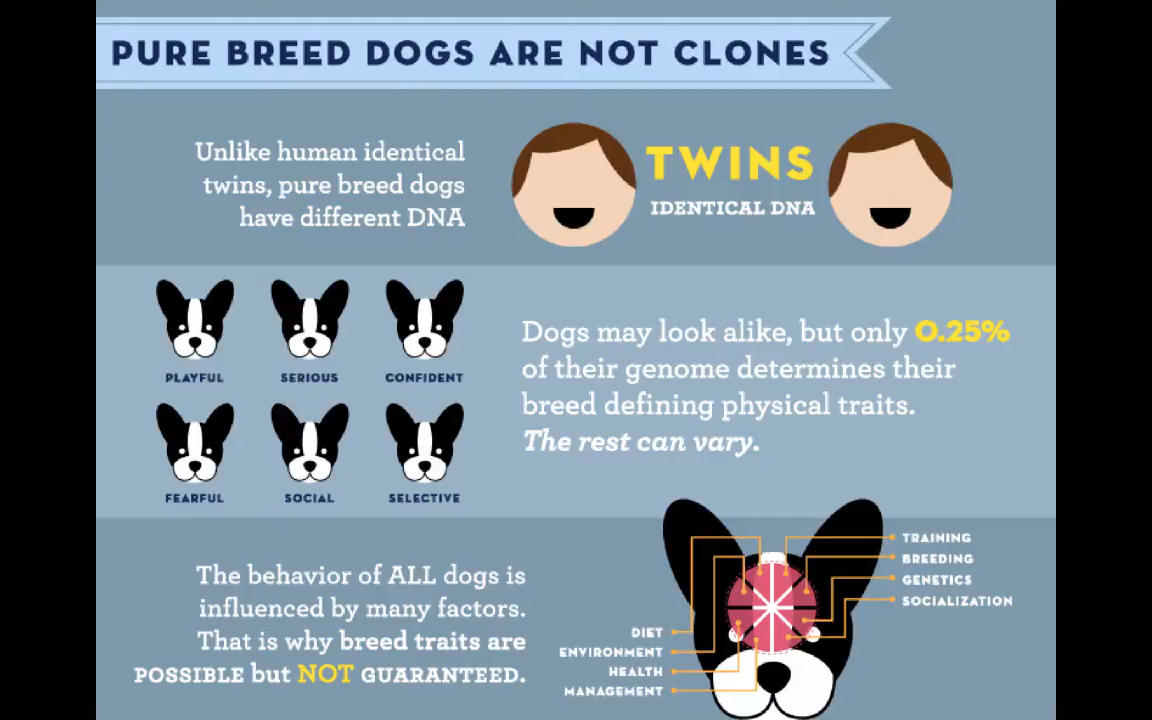 PURE BREED DOGS ARE NOT CLONES
Unlike human identical
twins, pure breed dogs
have different DNA
TWINS
IDENTICAL DNA
PLAYFUL
SERIOUS
CONFIDENT
FEARFUL
SOCIAL
SELECTIVE
Dogs may look alike, but only 0.25%
of their genome determines their
breed defining physical traits.
The rest can vary.
The behavior of ALL dogs is
influenced by many factors.
That is why breed traits are
POSSIBLE but NOT GUARANTEED.
DIET
ENVIRONMENT
HEALTH
MANAGEMENT
TRAINING
BREEDING
GENETICS
SOCIALIZATION